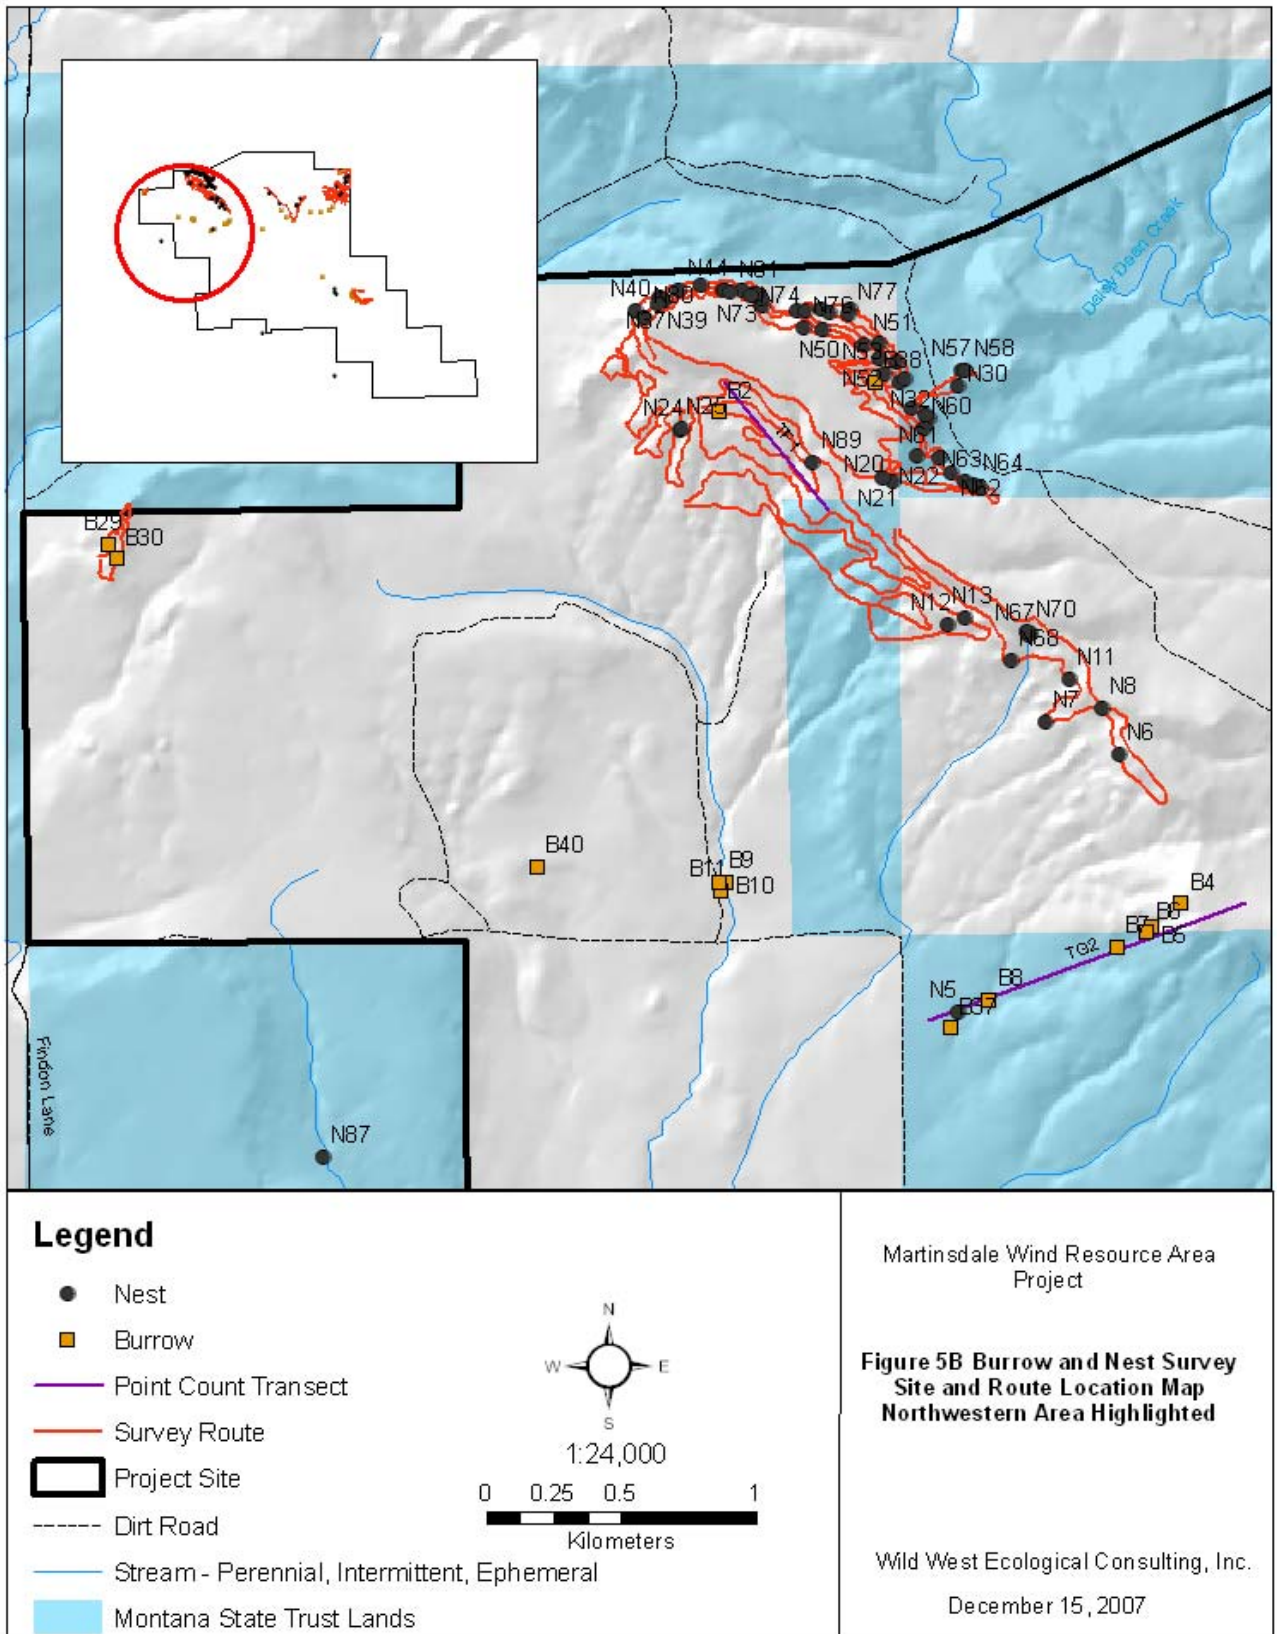 Daisy Dean Creek
N44
N81
N40
N80
N37
N39
N73
N74
N76
N77
N51
N50
N53
N57
N58
N30
N32
N60
B2
N24
N25
TFX
N89
N61
N20
N22
N63
N64
N21
N62
B29
B30
N12
N13
N67
N70
N68
N11
N7
N8
N6
B40
B11
B9
B10
B4
B6
B7
B5
TG2
B8
N5
B37
Findon Lane
N87
Legend
Nest
Burrow
Point Count Transect
Survey Route
Project Site
Dirt Road
Stream - Perennial, Intermittent, Ephemeral
Montana State Trust Lands
N
W E
S
1:24,000
0 0.25 0.5 1
Kilometers
Martinsdale Wind Resource Area
Project
Figure 5B Burrow and Nest Survey
Site and Route Location Map
Northwestern Area Highlighted
Wild West Ecological Consulting, Inc.
December 15, 2007